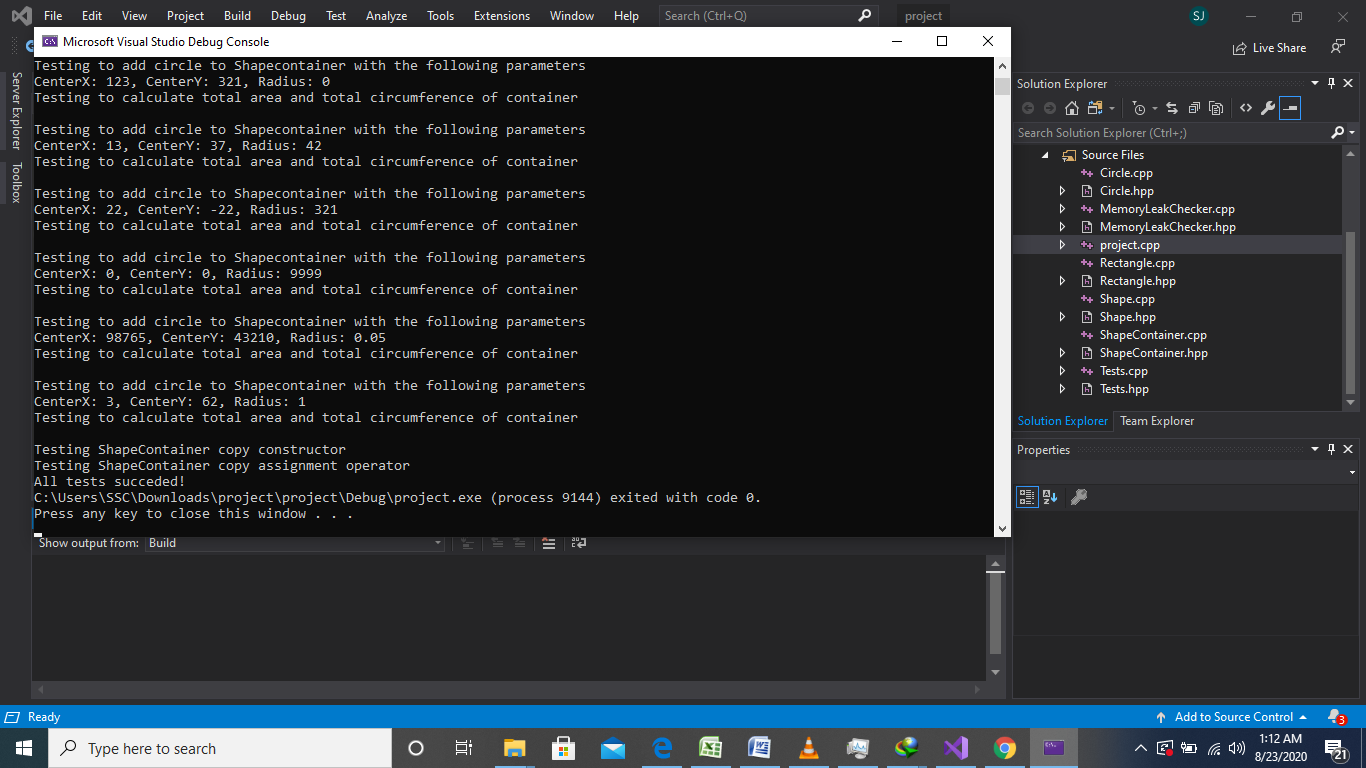 File Edit View Project Build Debug Test Analyze Tools Extensions Window Help Search (Ctrl+Q) project SJ
Microsoft Visual Studio Debug Console
Live Share
Server Explorer
Toolbox
Testing to add circle to Shapecontainer with the following parameters
CenterX: 123, CenterY: 321, Radius: 0
Testing to calculate total area and total circumference of container
Testing to add circle to Shapecontainer with the following parameters
CenterX: 13, CenterY: 37, Radius: 42
Testing to calculate total area and total circumference of container
Testing to add circle to Shapecontainer with the following parameters
CenterX: 22, CenterY: -22, Radius: 321
Testing to calculate total area and total circumference of container
Testing to add circle to Shapecontainer with the following parameters
CenterX: 0, CenterY: 0, Radius: 9999
Testing to calculate total area and total circumference of container
Testing to add circle to Shapecontainer with the following parameters
CenterX: 98765, CenterY: 43210, Radius: 0.05
Testing to calculate total area and total circumference of container
Testing to add circle to Shapecontainer with the following parameters
CenterX: 3, CenterY: 62, Radius: 1
Testing to calculate total area and total circumference of container
Testing ShapeContainer copy constructor
Testing ShapeContainer copy assignment operator
All tests succeded!
C:\Users\SSC\Downloads\project\project\Debug\project.exe (process 9144) exited with code 0.
Press any key to close this window . . .
Show output from: Build
Solution Explorer
Search Solution Explorer (Ctrl+;)
Source Files
Circle.cpp
Circle.hpp
MemoryLeakChecker.cpp
MemoryLeakChecker.hpp
project.cpp
Rectangle.cpp
Rectangle.hpp
Shape.cpp
Shape.hpp
ShapeContainer.cpp
ShapeContainer.hpp
Tests.cpp
Tests.hpp
Solution Explorer Team Explorer
Properties
Ready Add to Source Control 3
Type here to search
1:12 AM
8/23/2020
21